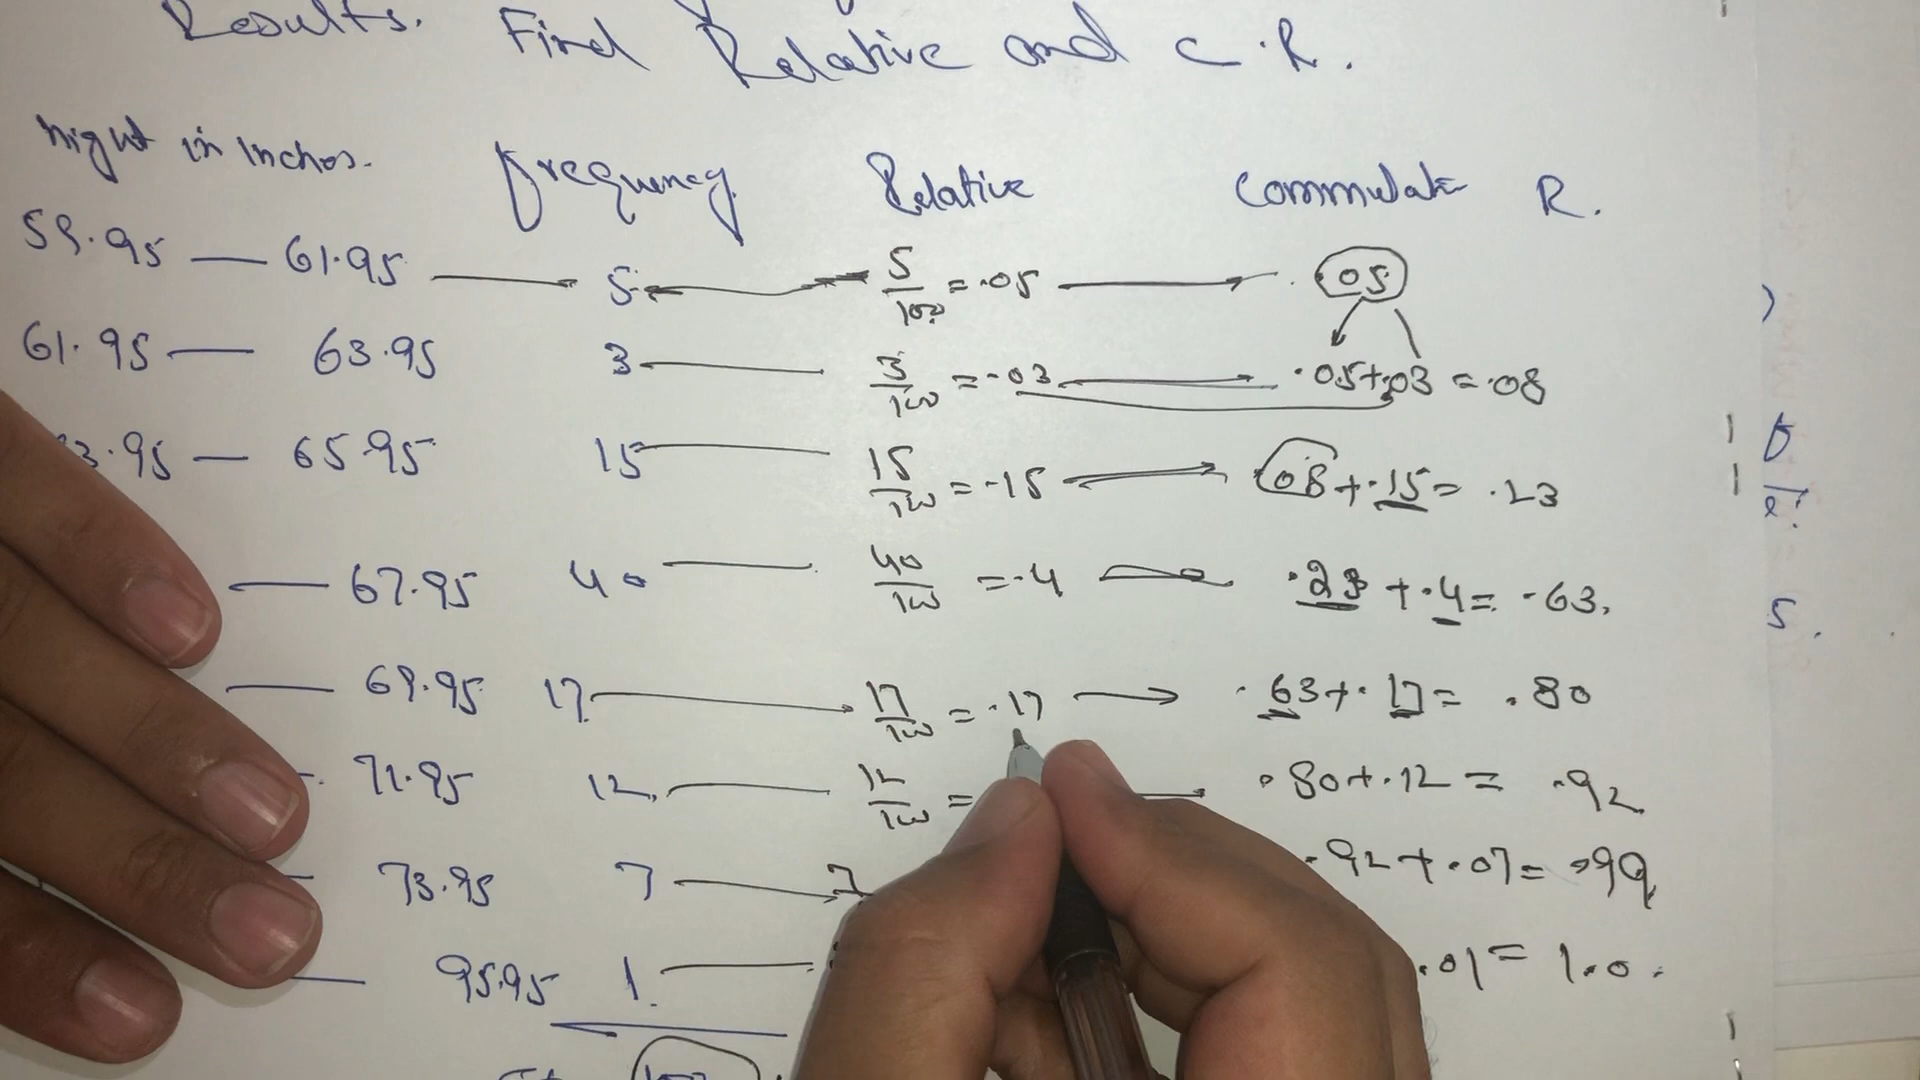 Results. Find Relative and C.R.
hight in Inches. frequency Relative Commulate R.
59.95 — 61.95 5 5/100 = .05 .05
61.95 — 63.95 3 3/100 = .03 .05+.03 = .08
3.95 — 65.95 15 15/100 = .15 08+.15 = .23
— 67.95 40 40/100 = .4 .23 + .4 = .63.
— 69.95 17 17/100 = .17 .63+.17 = .80
71.95 12 12/100 = .80+.12 = .92
73.95 7 7 .92+.07 = .99
— 95.95 1 .01 = 1.0.